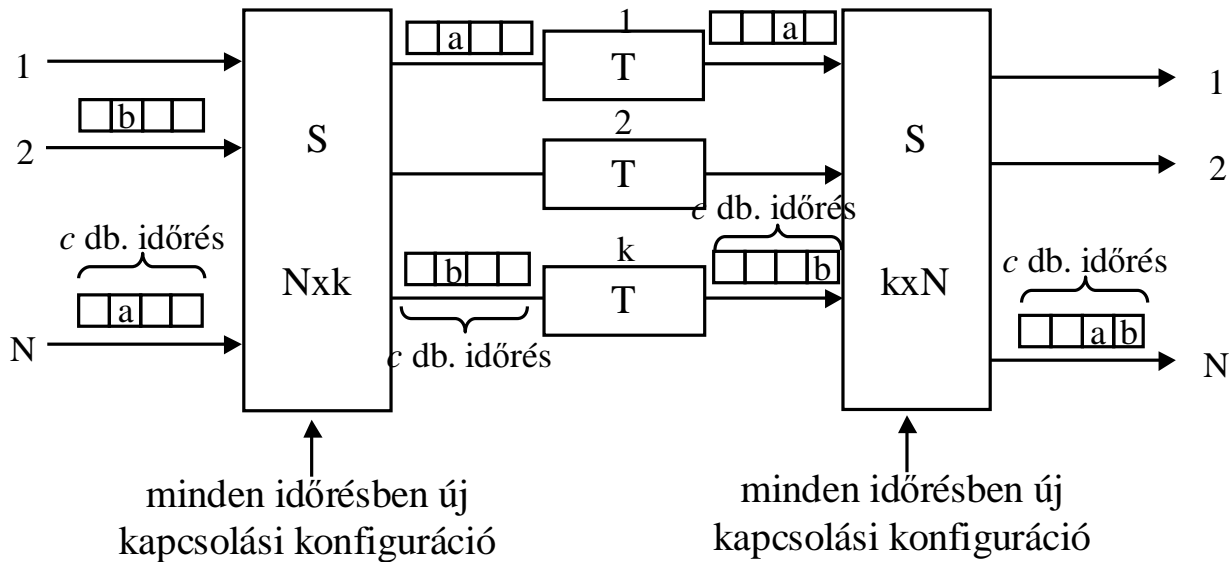 1
a
a
T
1
1
b
2
S
2
T
S
2
c db. időrés
c db. időrés
a
Nxk
b
k
T
b
kxN
c db. időrés
a b
N
c db. időrés
N
minden időrésben új
kapcsolási konfiguráció
minden időrésben új
kapcsolási konfiguráció